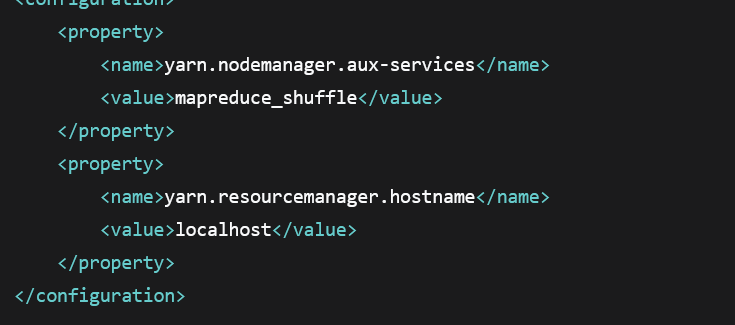 <configuration>
<property>
<name>yarn.nodemanager.aux-services</name>
<value>mapreduce_shuffle</value>
</property>
<property>
<name>yarn.resourcemanager.hostname</name>
<value>localhost</value>
</property>
</configuration>